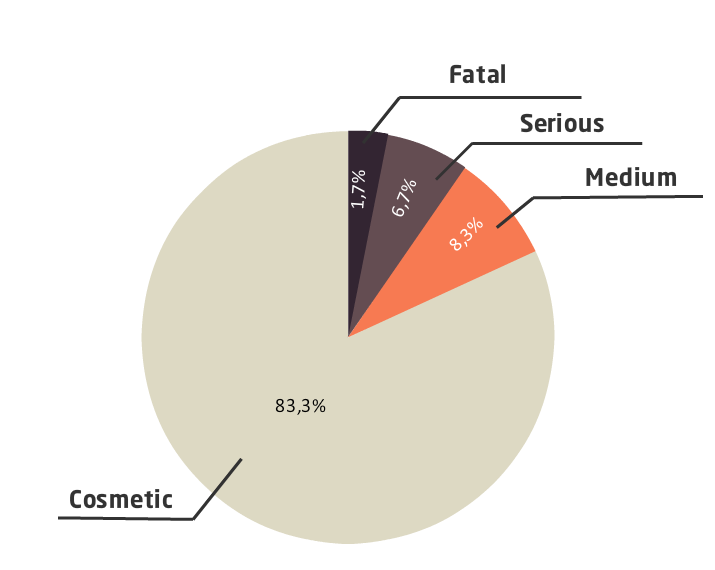 Fatal
Serious
Medium
1,7%
6,7%
8,3%
83,3%
Cosmetic